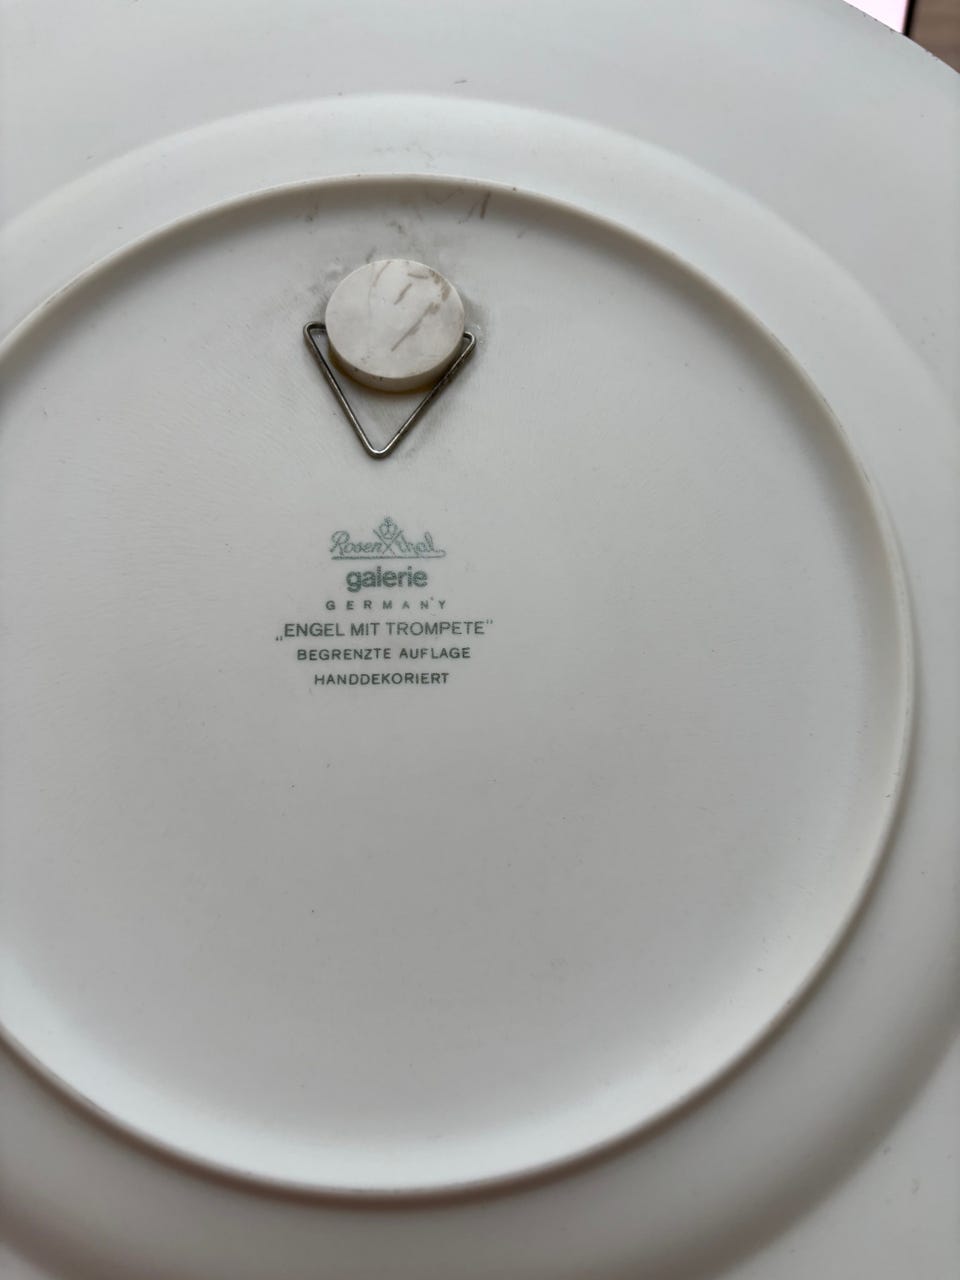 Rosenthal
galerie
GERMANY
„ENGEL MIT TROMPETE"
BEGRENZTE AUFLAGE
HANDDEKORIERT